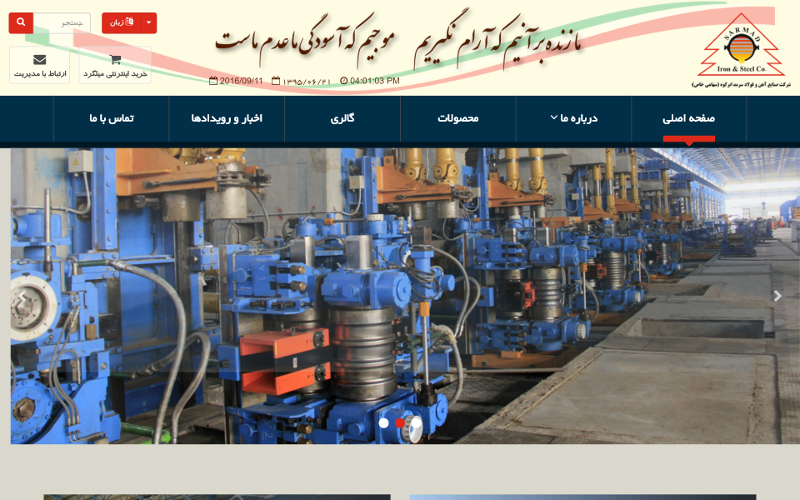 زبان
جستجو
ارتباط با مدیریت
خرید اینترنتی میلگرد
ما زنده بر آنیم که آرام نگیریم موجیم که آسودگی ما عدم ماست
2016/09/11 ۱۳۹۵/۰۶/۲۱ 04:01:03 PM
SARMAD
Iron & Steel Co.
شرکت صنایع آهن و فولاد سرمد ابرکوه (سهامی خاص)
صفحه اصلی
درباره ما
محصولات
گالری
اخبار و رویدادها
تماس با ما